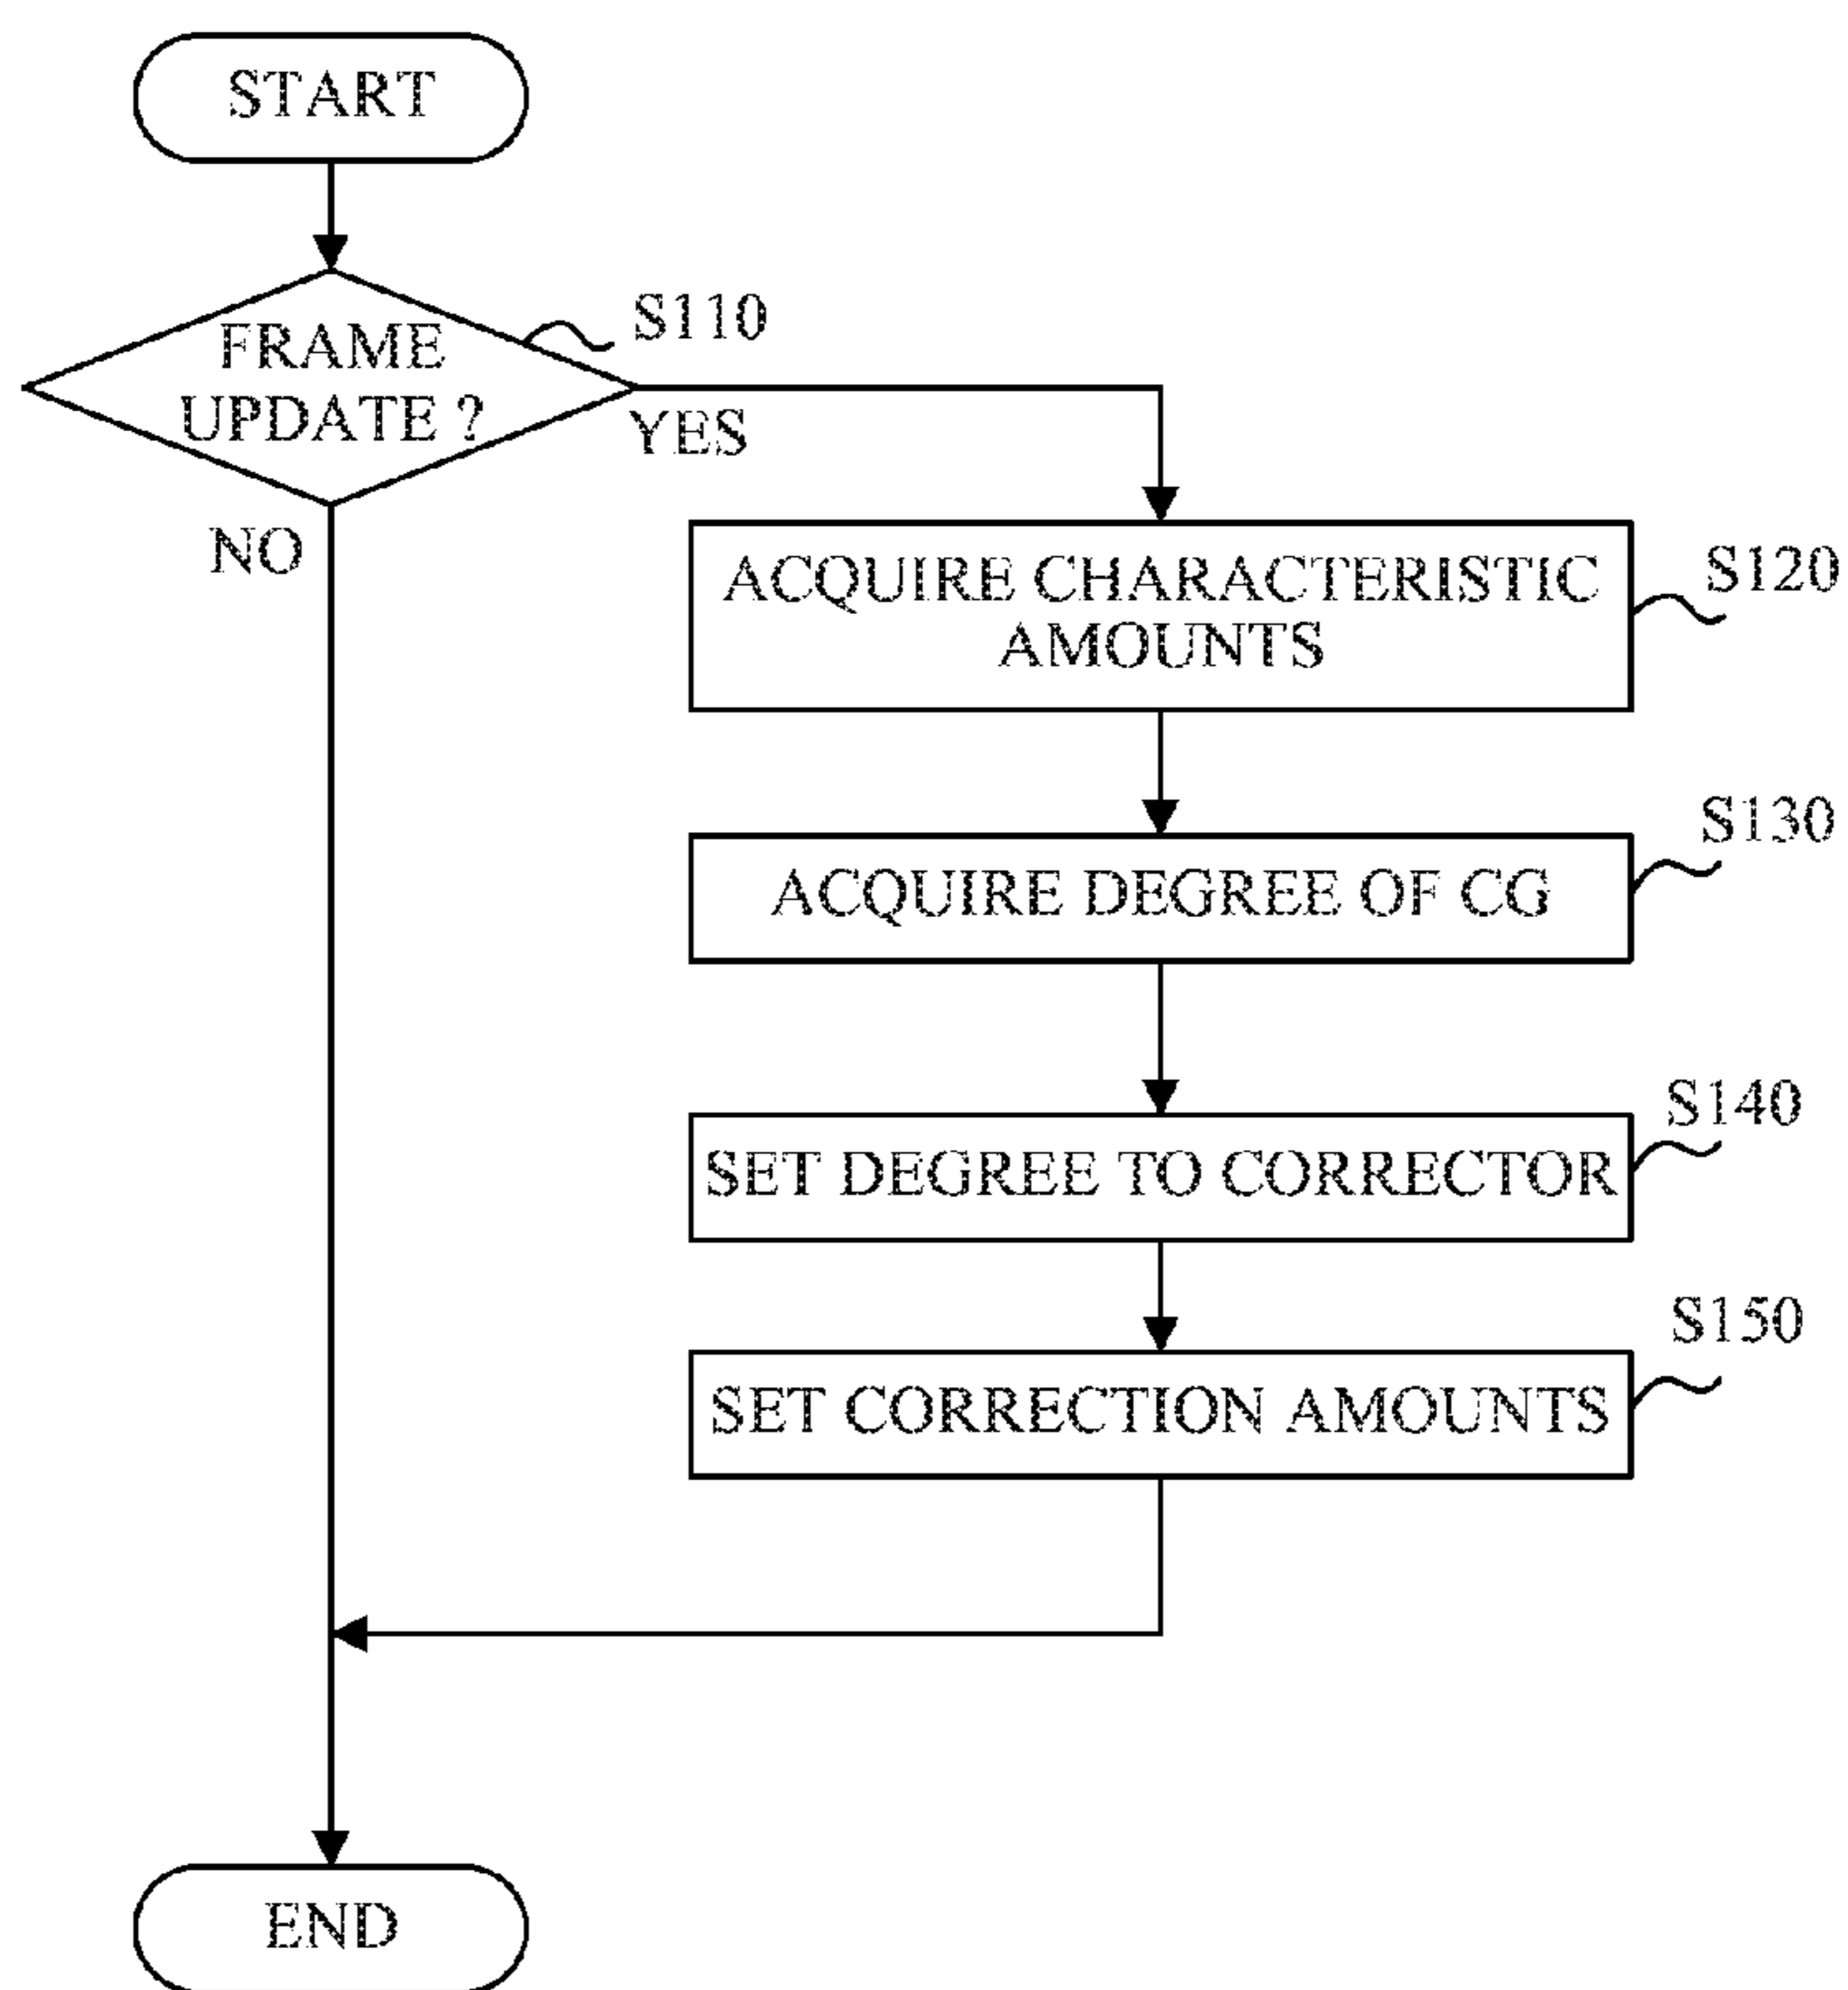 START
FRAME
UPDATE ?
S110
YES
NO
ACQUIRE CHARACTERISTIC
AMOUNTS
S120
ACQUIRE DEGREE OF CG
S130
SET DEGREE TO CORRECTOR
S140
SET CORRECTION AMOUNTS
S150
END